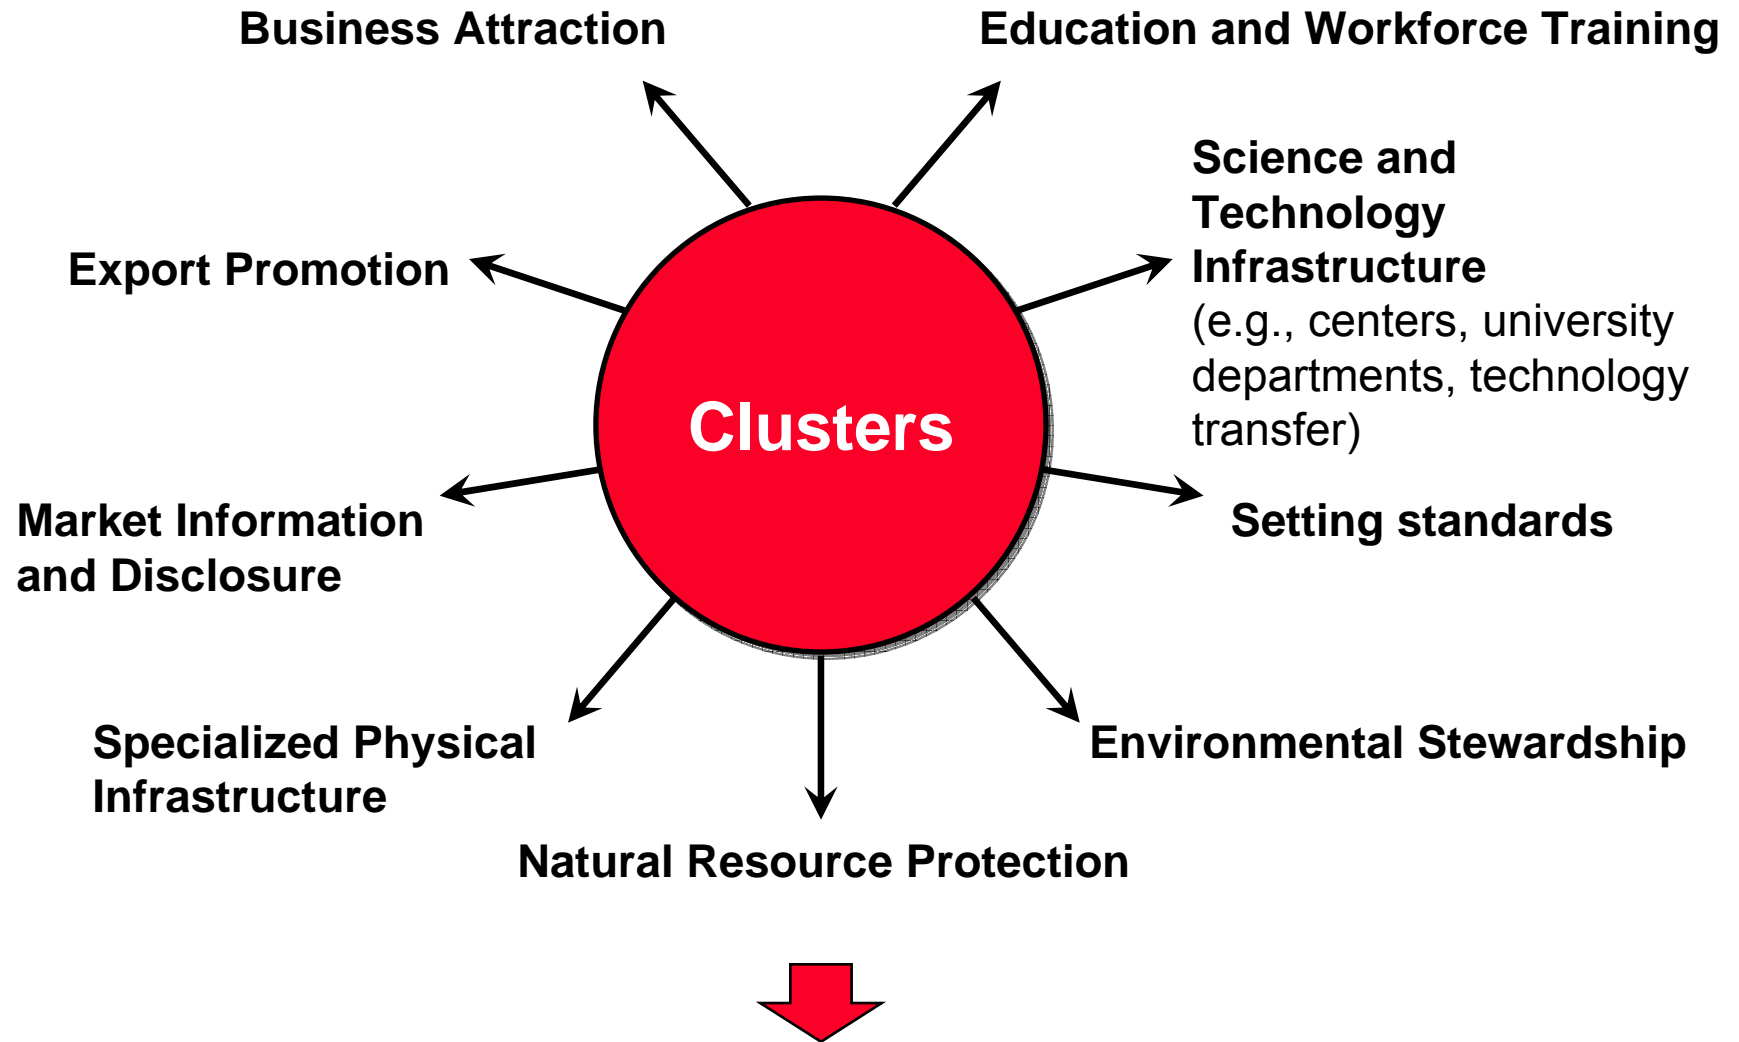 Business Attraction
Education and Workforce Training
Science and
Technology
Infrastructure
(e.g., centers, university
departments, technology
transfer)
Export Promotion
Clusters
Market Information
and Disclosure
Setting standards
Specialized Physical
Infrastructure
Environmental Stewardship
Natural Resource Protection